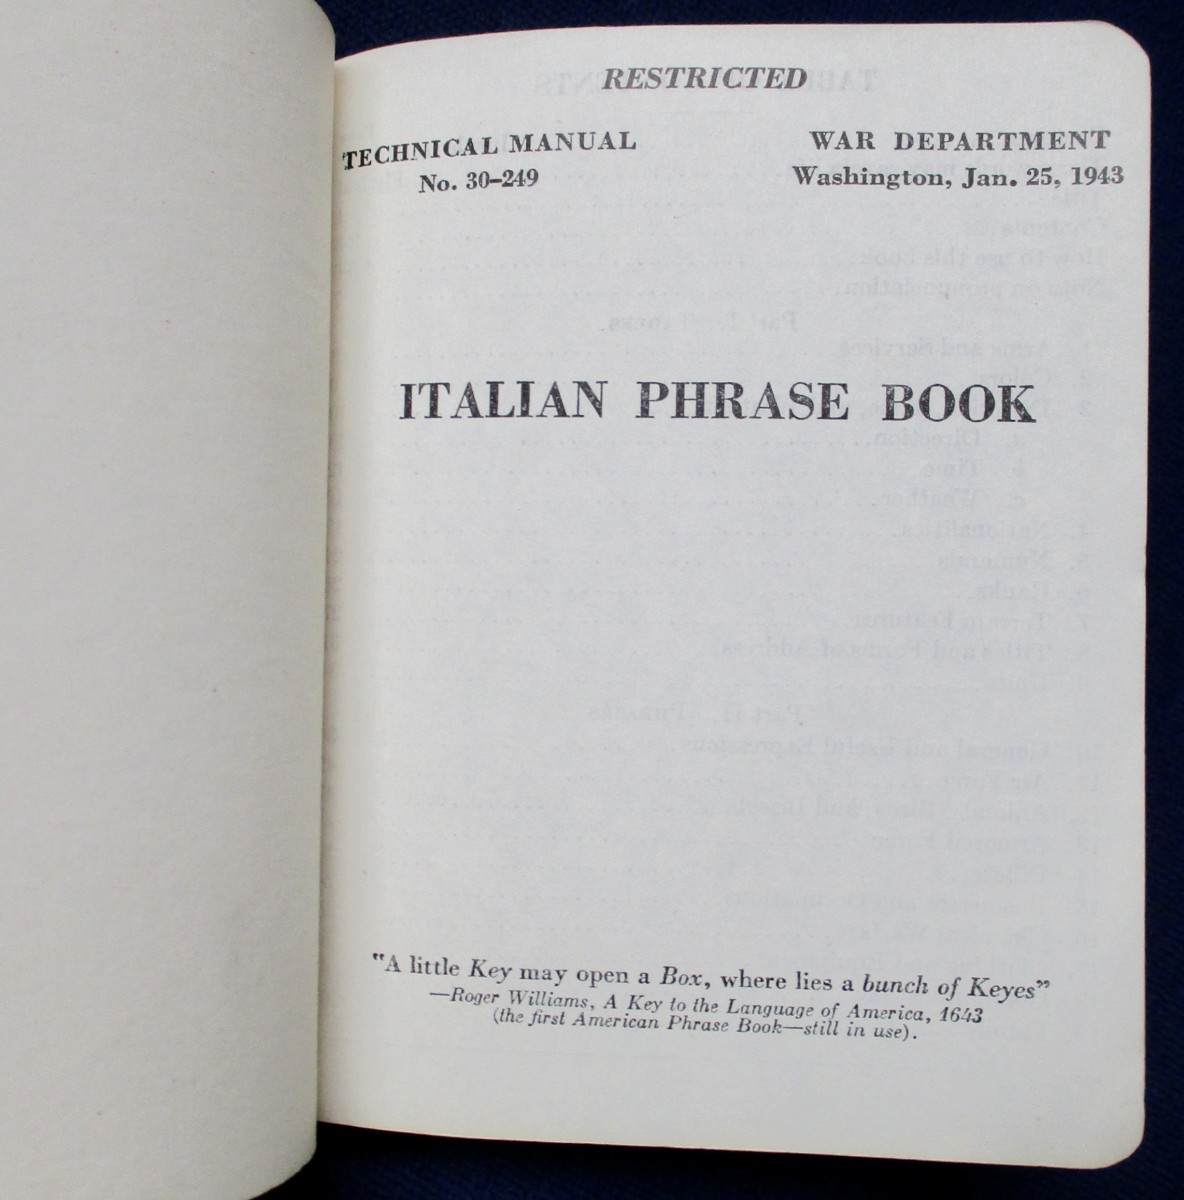 RESTRICTED
TECHNICAL MANUAL
No. 30-249
WAR DEPARTMENT
Washington, Jan. 25, 1943
ITALIAN PHRASE BOOK
"A little Key may open a Box, where lies a bunch of Keyes"
—Roger Williams, A Key to the Language of America, 1643
(the first American Phrase Book—still in use).